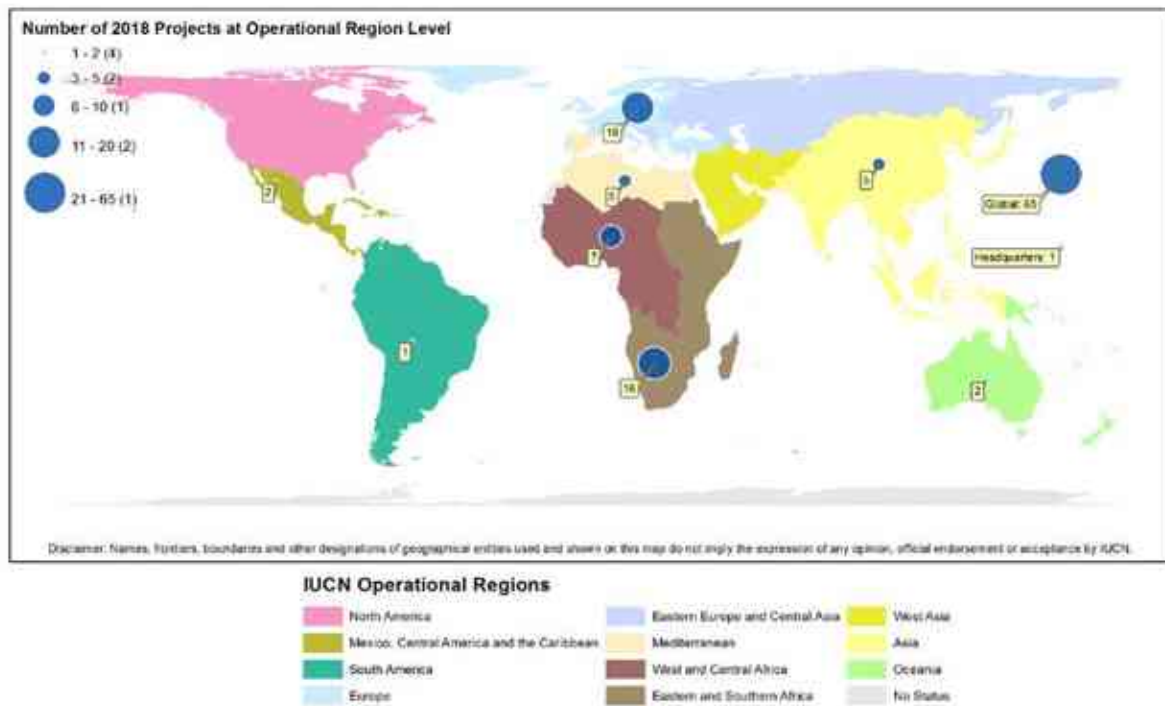 Number of 2018 Projects at Operational Region Level
1 - 2 (4)
3 - 5 (2)
6 - 10 (1)
11 - 20 (2)
21 - 65 (1)
2
1
7
2
Global: 65
Headquarters: 1
Disclaimer: Names, frontiers, boundaries and other designations of geographical entities used and shown on this map do not imply the expression of any opinion, official endorsement or acceptance by IUCN.
IUCN Operational Regions
North America
Mexico, Central America and the Caribbean
South America
Europe
Eastern Europe and Central Asia
Mediterranean
West and Central Africa
Eastern and Southern Africa
West Asia
Asia
Oceania
No Status